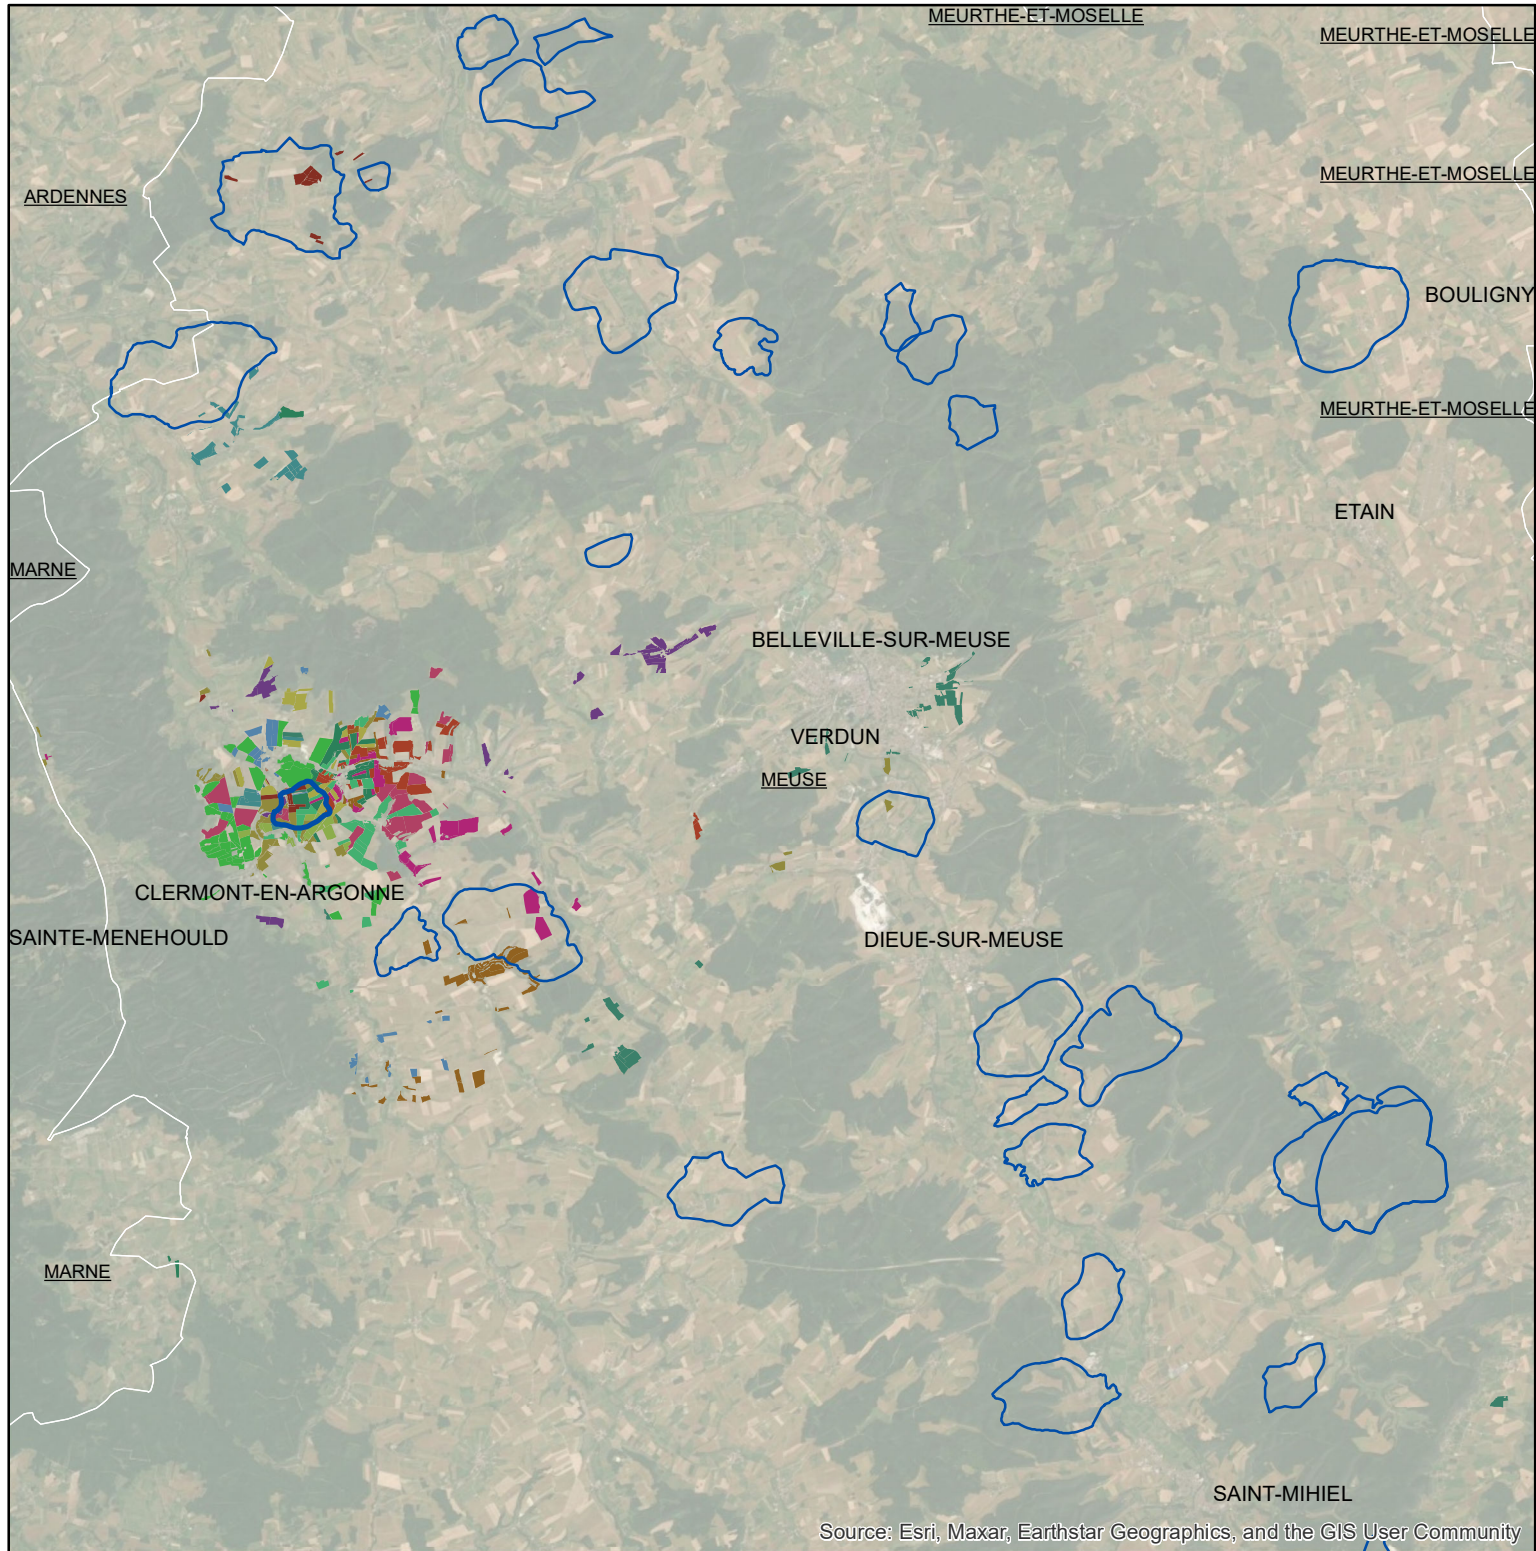 MEURTHE-ET-MOSELLE
MEURTHE-ET-MOSELLE
MEURTHE-ET-MOSELLE
ARDENNES
BOULIGNY
MEURTHE-ET-MOSELLE
ETAIN
MARNE
BELLEVILLE-SUR-MEUSE
VERDUN
MEUSE
CLERMONT-EN-ARGONNE
SAINTE-MENEHOULD
DIEUE-SUR-MEUSE
MARNE
SAINT-MIHIEL
Source: Esri, Maxar, Earthstar Geographics, and the GIS User Community